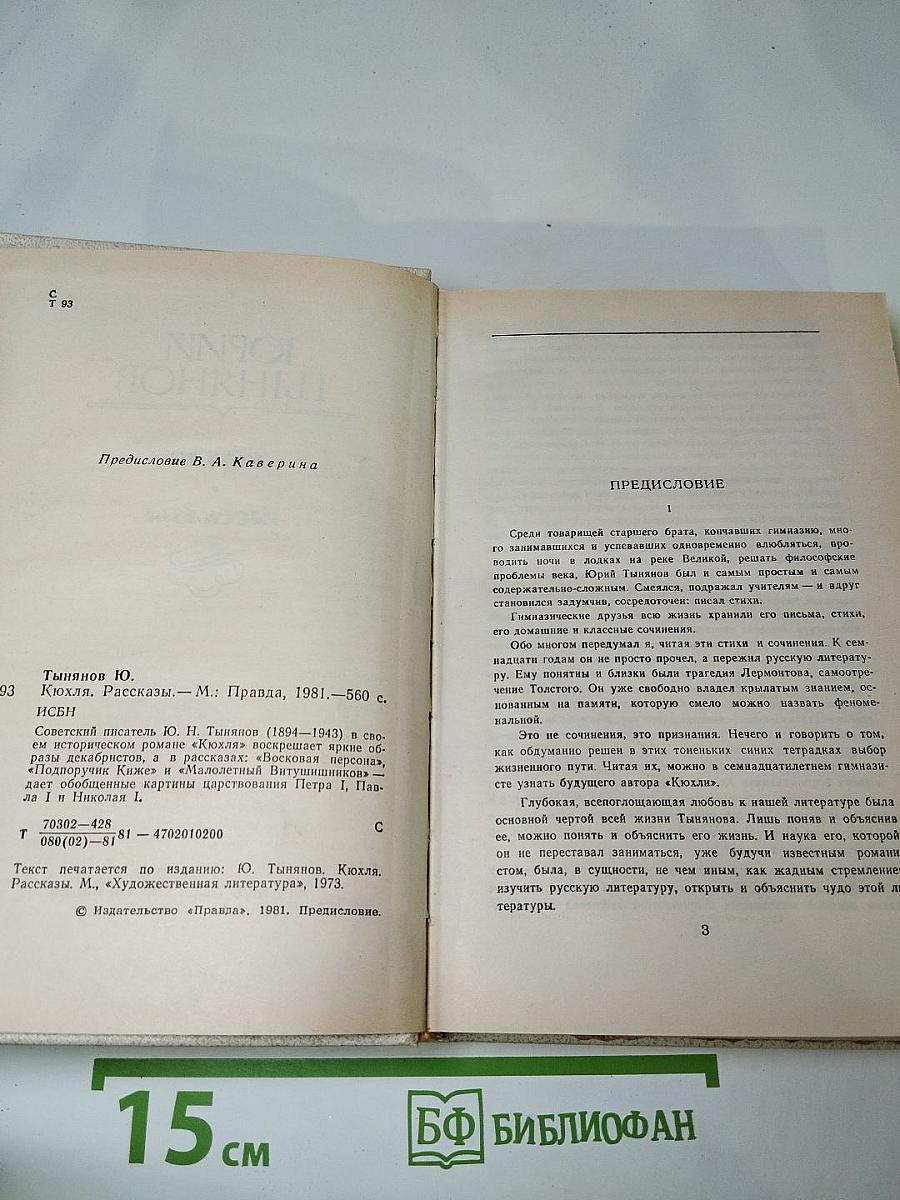 С
Т 93
ЮРИЙ
ТЫНЯНОВ
Предисловие В. А. Каверина
Тынянов Ю.
93 Кюхля. Рассказы.— М.: Правда, 1981.—560 с.
ИСБН
Советский писатель Ю. Н. Тынянов (1894—1943) в сво-
ем историческом романе «Кюхля» воскрешает яркие об-
разы декабристов, а в рассказах: «Восковая персона»,
«Подпоручик Киже» и «Малолетный Витушишников» —
дает обобщенные картины царствования Петра I, Пав-
ла I и Николая I.
Т 70302—428
080(02)—81 81 — 4702010200 С
Текст печатается по изданию: Ю. Тынянов. Кюхля.
Рассказы. М., «Художественная литература», 1973.
© Издательство «Правда», 1981. Предисловие.
ПРЕДИСЛОВИЕ
1
Среди товарищей старшего брата, кончавших гимназию, мно-
го занимавшихся и успевавших одновременно влюбляться, про-
водить ночи в лодках на реке Великой, решать философские
проблемы века, Юрий Тынянов был и самым простым и самым
содержательно-сложным. Смеялся, подражал учителям — и вдруг
становился задумчив, сосредоточен: писал стихи.
Гимназические друзья всю жизнь хранили его письма, стихи,
его домашние и классные сочинения.
Обо многом передумал я, читая эти стихи и сочинения. К сем-
надцати годам он не просто прочел, а пережил русскую литерату-
ру. Ему понятны и близки были трагедия Лермонтова, самоотре-
чение Толстого. Он уже свободно владел крылатым знанием, ос-
нованным на памяти, которую смело можно назвать феноме-
нальной.
Это не сочинения, это признания. Нечего и говорить о том,
как обдуманно решен в этих тоненьких синих тетрадках выбор
жизненного пути. Читая их, можно в семнадцатилетнем гимнази-
сте узнать будущего автора «Кюхли».
Глубокая, всепоглощающая любовь к нашей литературе была
основной чертой всей жизни Тынянова. Лишь поняв и объяснив
ее, можно понять и объяснить его жизнь. И наука его, которой
он не переставал заниматься, уже будучи известным романи-
стом, была, в сущности, не чем иным, как жадным стремление
изучить русскую литературу, открыть и объяснить чудо этой ли
тературы.
3
15 см
БФ БИБЛИОФАН